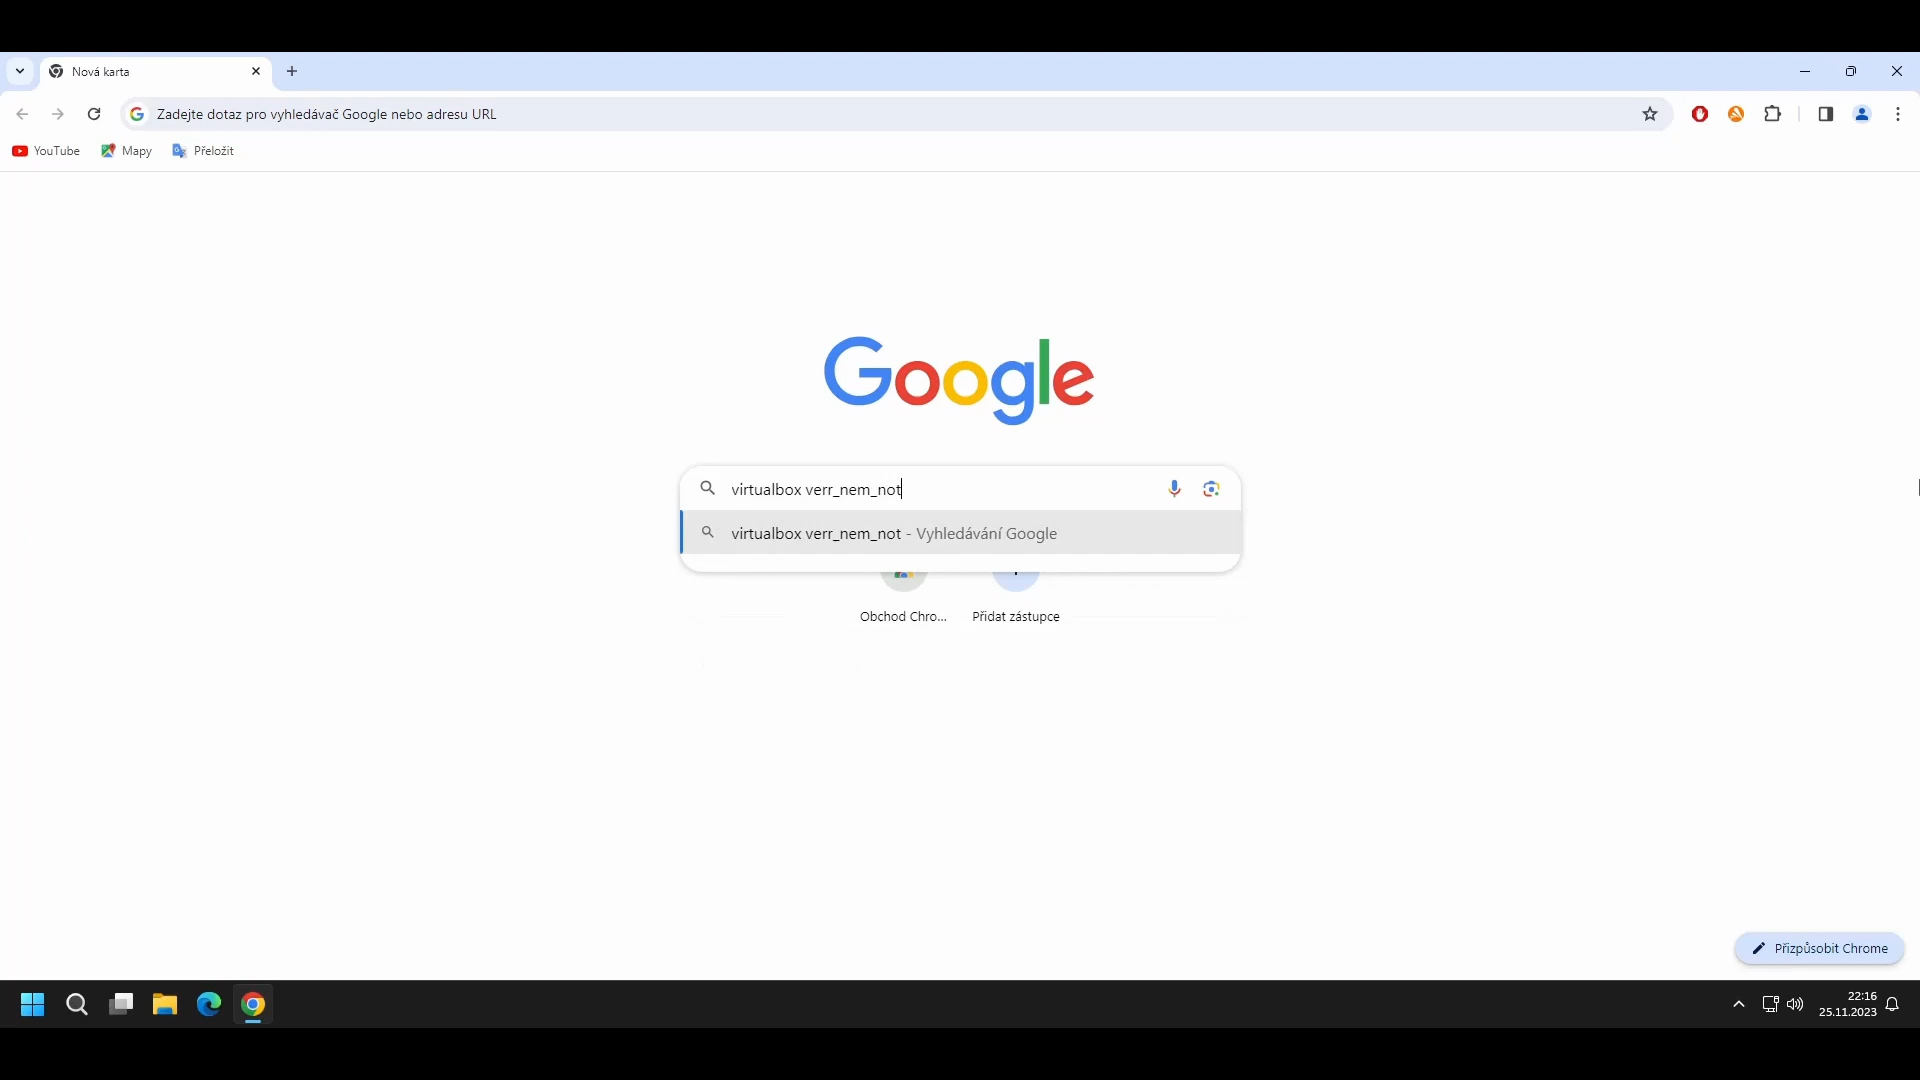 Nová karta
Zadejte dotaz pro vyhledávač Google nebo adresu URL
YouTube Mapy Přeložit
Google
virtualbox verr_nem_not
virtualbox verr_nem_not - Vyhledávání Google
Obchod Chro... Přidat zástupce
Přizpůsobit Chrome
22:16
25.11.2023